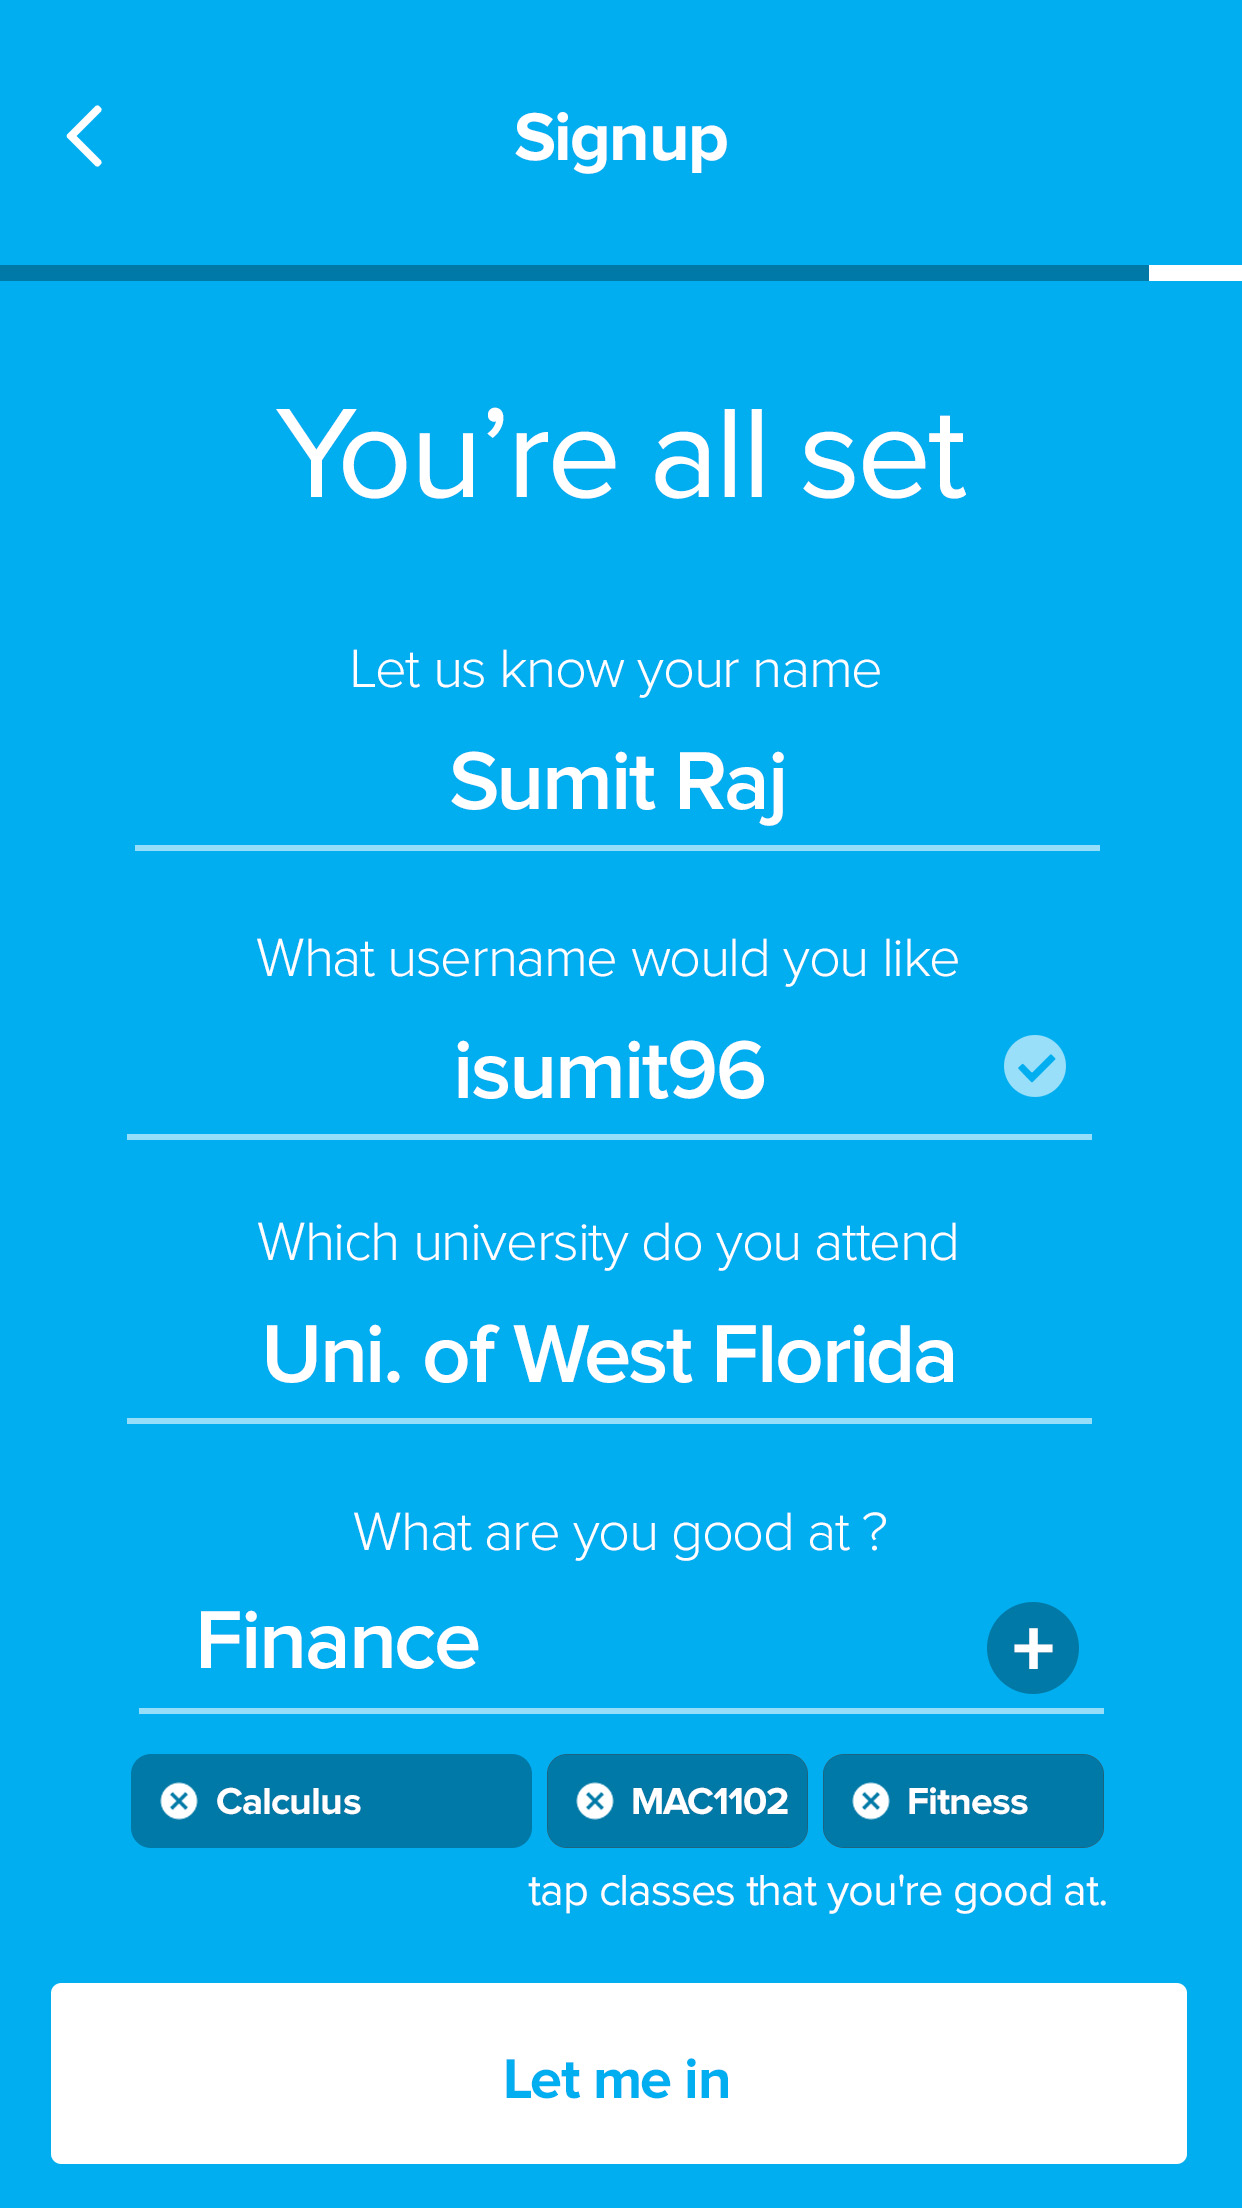 Signup
You’re all set
Let us know your name
Sumit Raj
What username would you like
isumit96
Which university do you attend
Uni. of West Florida
What are you good at ?
Finance
Calculus MAC1102 Fitness
tap classes that you're good at.
Let me in